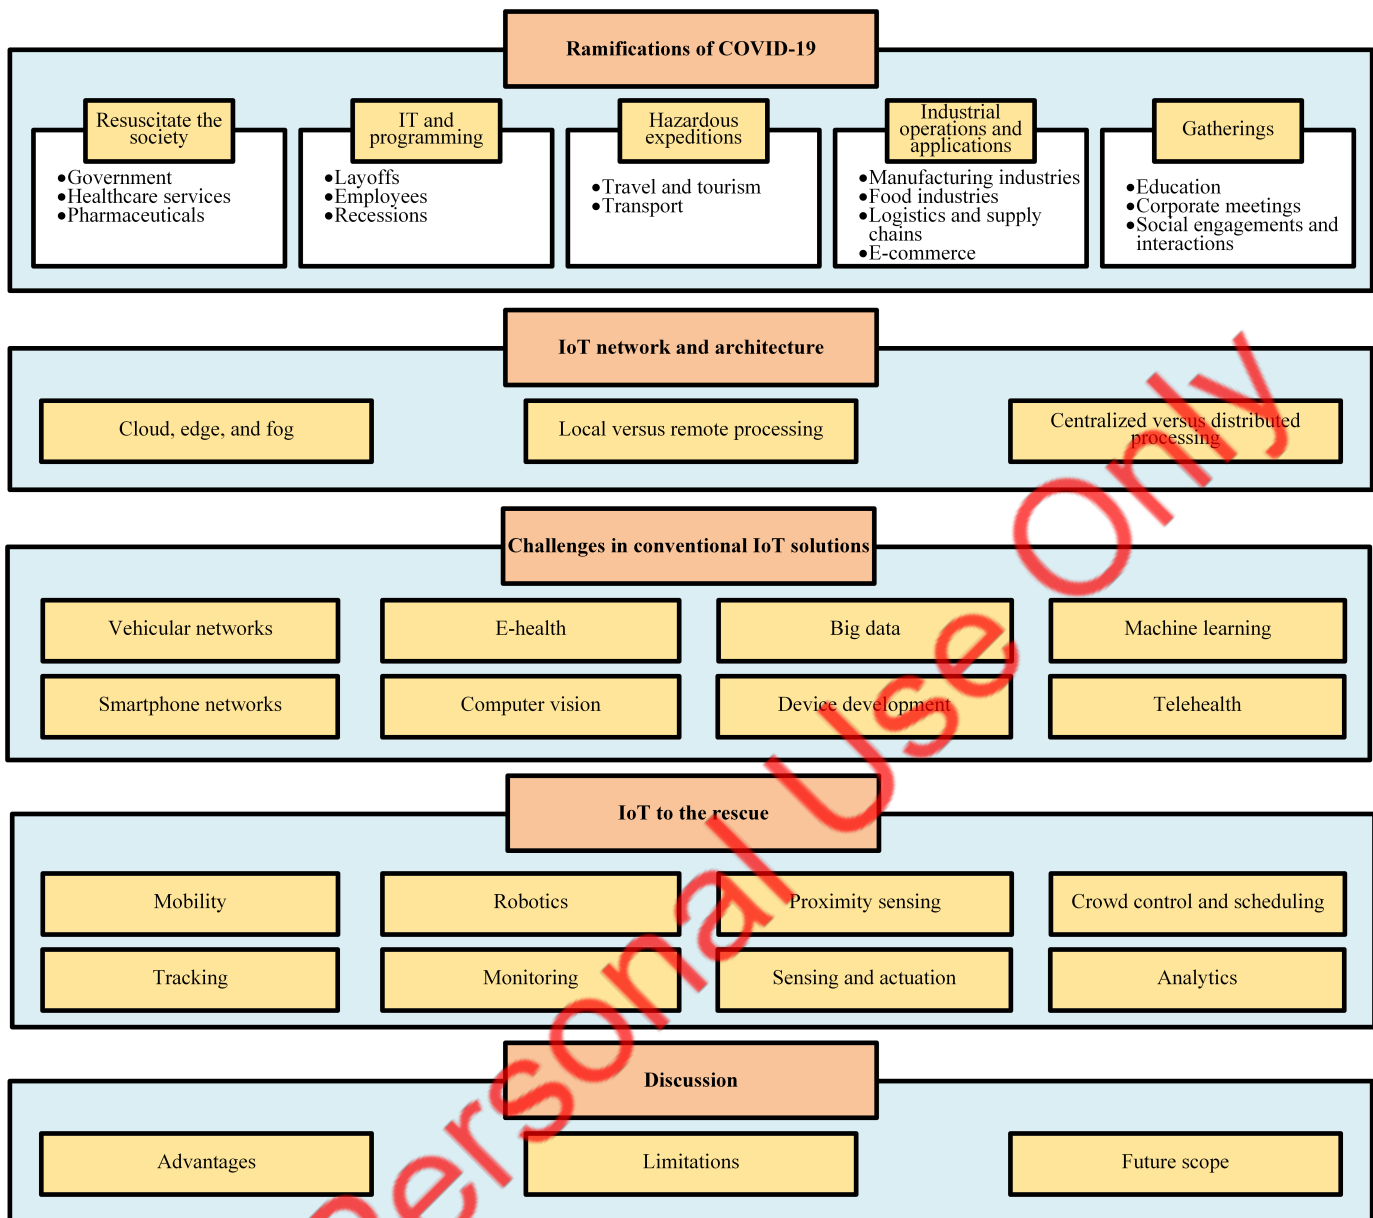 Ramifications of COVID-19
Resuscitate the
society
•Government
•Healthcare services
•Pharmaceuticals
IT and
programming
•Layoffs
•Employees
•Recessions
Hazardous
expeditions
•Travel and tourism
•Transport
Industrial
operations and
applications
•Manufacturing industries
•Food industries
•Logistics and supply
chains
•E-commerce
Gatherings
•Education
•Corporate meetings
•Social engagements and
interactions
IoT network and architecture
Cloud, edge, and fog
Local versus remote processing
Centralized versus distributed
processing
Challenges in conventional IoT solutions
Vehicular networks
E-health
Big data
Machine learning
Smartphone networks
Computer vision
Device development
Telehealth
IoT to the rescue
Mobility
Robotics
Proximity sensing
Crowd control and scheduling
Tracking
Monitoring
Sensing and actuation
Analytics
Discussion
Advantages
Limitations
Future scope
Personal Use Only